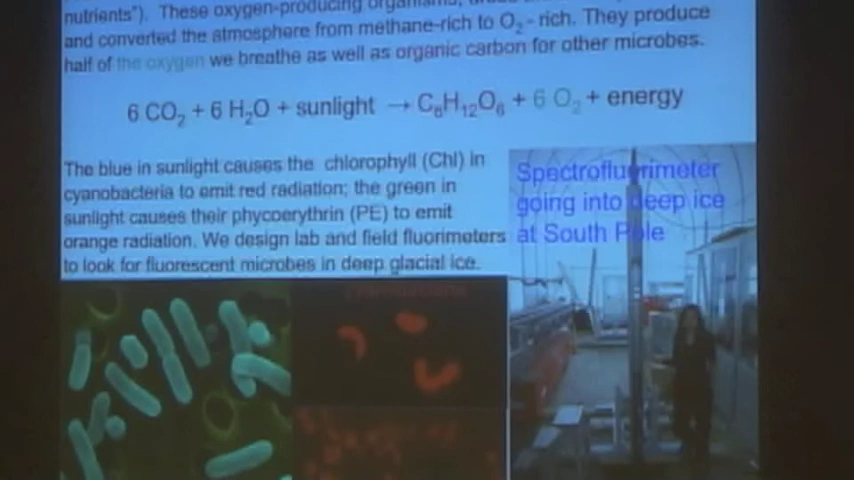 nutrients"). These oxygen-producing organisms,
and converted the atmosphere from methane-rich to O₂ - rich. They produce
half of the oxygen we breathe as well as organic carbon for other microbes.
6 CO₂ + 6 H₂O + sunlight → C₆H₁₂O₆ + 6 O₂ + energy
The blue in sunlight causes the chlorophyll (Chl) in
cyanobacteria to emit red radiation; the green in
sunlight causes their phycoerythrin (PE) to emit
orange radiation. We design lab and field fluorimeters
to look for fluorescent microbes in deep glacial ice.
Spectrofluorimeter
going into deep ice
at South Pole